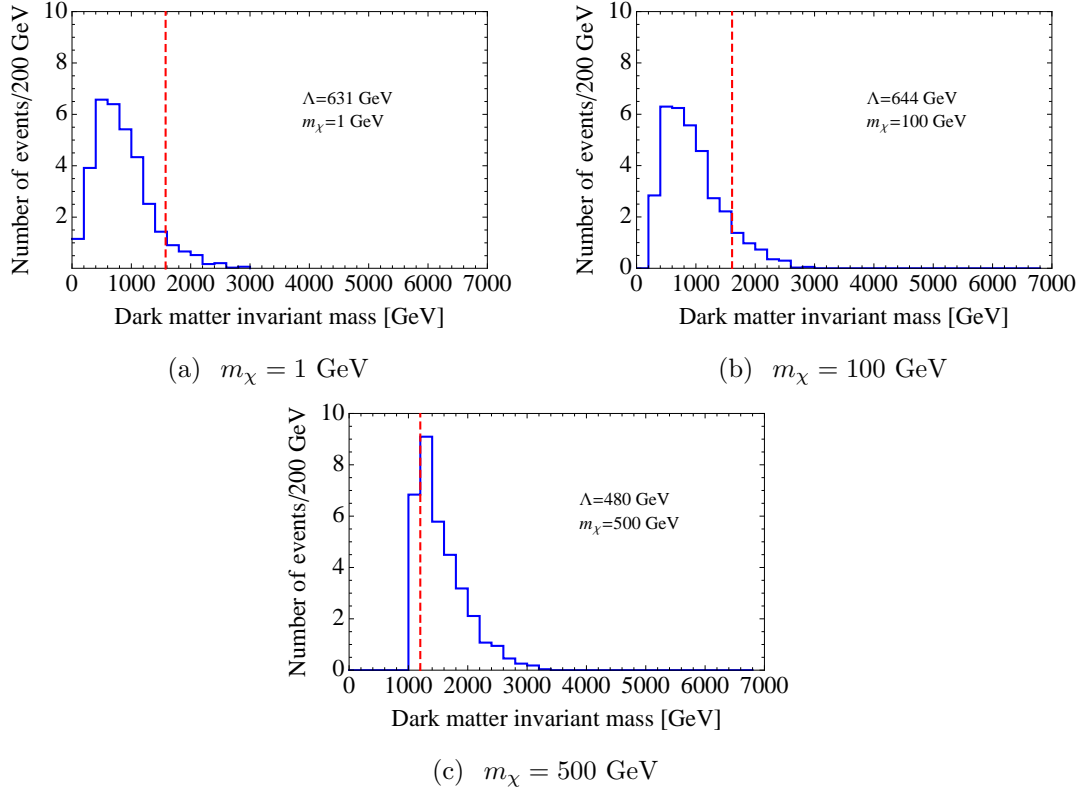 Number of events/200 GeV
10
8
6
4
2
0
Λ=631 GeV
mχ=1 GeV
0 1000 2000 3000 4000 5000 6000 7000
Dark matter invariant mass [GeV]
(a) mχ = 1 GeV
Number of events/200 GeV
10
8
6
4
2
0
Λ=644 GeV
mχ=100 GeV
0 1000 2000 3000 4000 5000 6000 7000
Dark matter invariant mass [GeV]
(b) mχ = 100 GeV
Number of events/200 GeV
10
8
6
4
2
0
Λ=480 GeV
mχ=500 GeV
0 1000 2000 3000 4000 5000 6000 7000
Dark matter invariant mass [GeV]
(c) mχ = 500 GeV